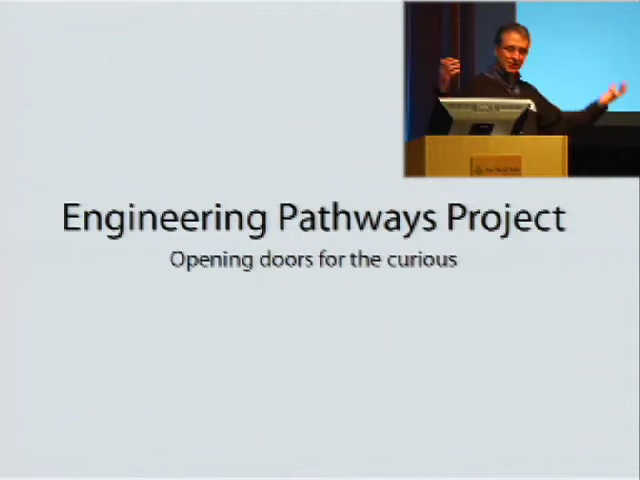 Engineering Pathways Project
Opening doors for the curious